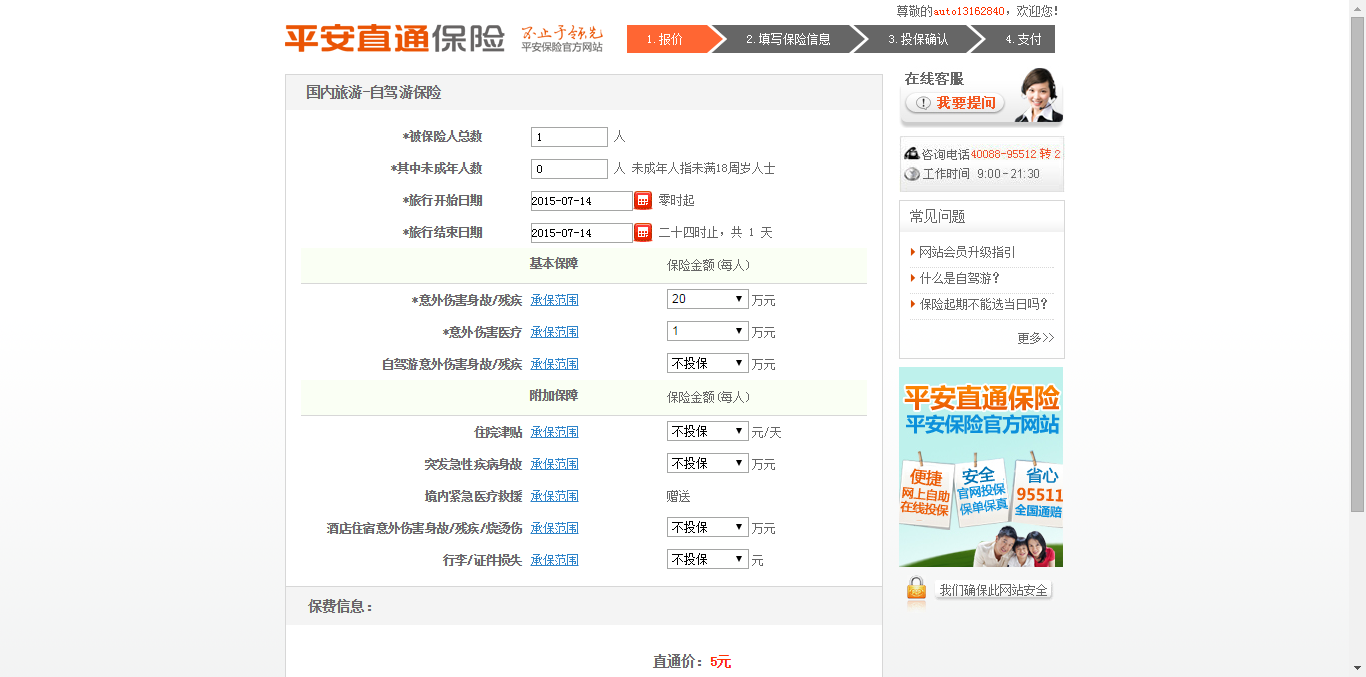 尊敬的auto13162840，欢迎您！
平安直通保险 不止于领先
平安保险官方网站
1.报价 2.填写保险信息 3.投保确认 4.支付
国内旅游-自驾游保险
*被保险人总数 1 人
*其中未成年人数 0 人 未成年人指未满18周岁人士
*旅行开始日期 2015-07-14 零时起
*旅行结束日期 2015-07-14 二十四时止，共 1 天
基本保障 保险金额(每人)
*意外伤害身故/残疾 承保范围 20 万元
*意外伤害医疗 承保范围 1 万元
自驾游意外伤害身故/残疾 承保范围 不投保 万元
附加保障 保险金额(每人)
住院津贴 承保范围 不投保 元/天
突发急性疾病身故 承保范围 不投保 万元
境内紧急医疗救援 承保范围 赠送
酒店住宿意外伤害身故/残疾/烧烫伤 承保范围 不投保 万元
行李/证件损失 承保范围 不投保 元
保费信息：
直通价：5元
在线客服
我要提问
咨询电话40088-95512 转 2
工作时间 9:00-21:30
常见问题
网站会员升级指引
什么是自驾游？
保险起期不能选当日吗？
更多>>
平安直通保险
平安保险官方网站
便捷
网上自助
在线投保
安全
官网投保
保单保真
省心
95511
全国通赔
我们确保此网站安全